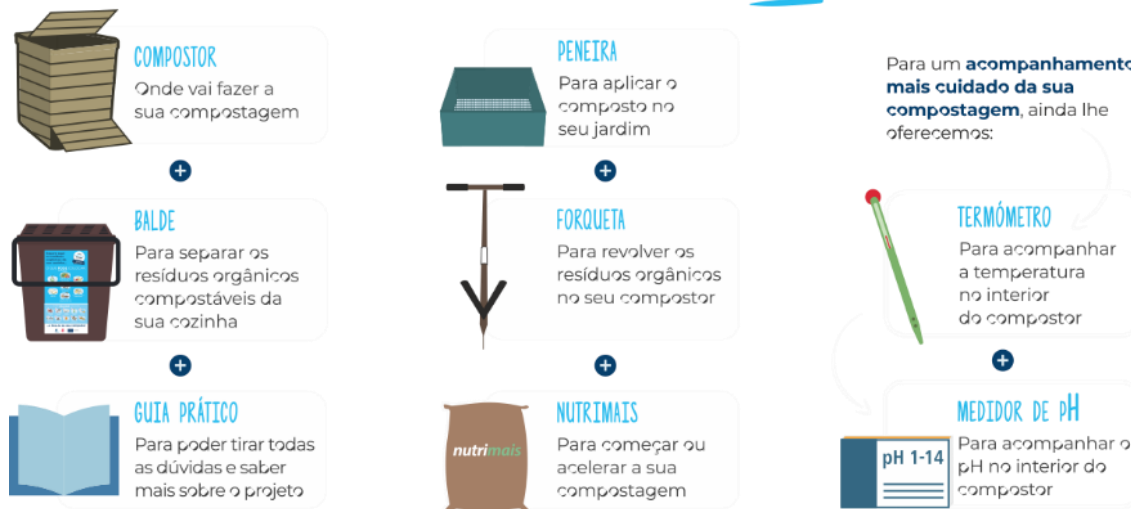 COMPOSTOR
Onde vai fazer a
sua compostagem
BALDE
Para separar os
resíduos orgânicos
compostáveis da
sua cozinha
GUIA PRÁTICO
Para poder tirar todas
as dúvidas e saber
mais sobre o projeto
PENEIRA
Para aplicar o
composto no
seu jardim
FORQUETA
Para revolver os
resíduos orgânicos
no seu compostor
nutrimais
NUTRIMAIS
Para começar ou
acelerar a sua
compostagem
Para um acompanhamento
mais cuidado da sua
compostagem, ainda lhe
oferecemos:
TERMÓMETRO
Para acompanhar
a temperatura
no interior
do compostor
pH 1-14
MEDIDOR DE pH
Para acompanhar o
pH no interior do
compostor